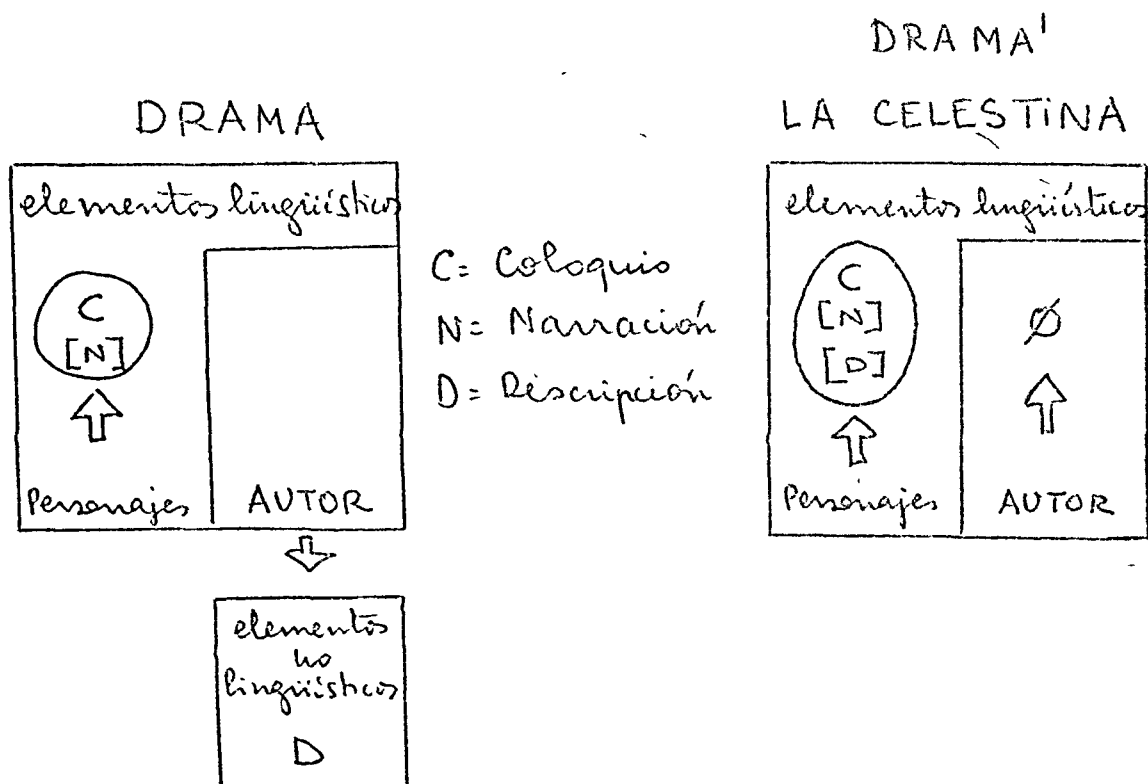 DRAMA
elementos lingüísticos
C
[N]
Personajes
AUTOR
elementos
no
lingüísticos
D
C= Coloquio
N= Narración
D= Descripción
DRAMA'
LA CELESTINA
elementos lingüísticos
C
[N]
[D]
Ø
Personajes
AUTOR